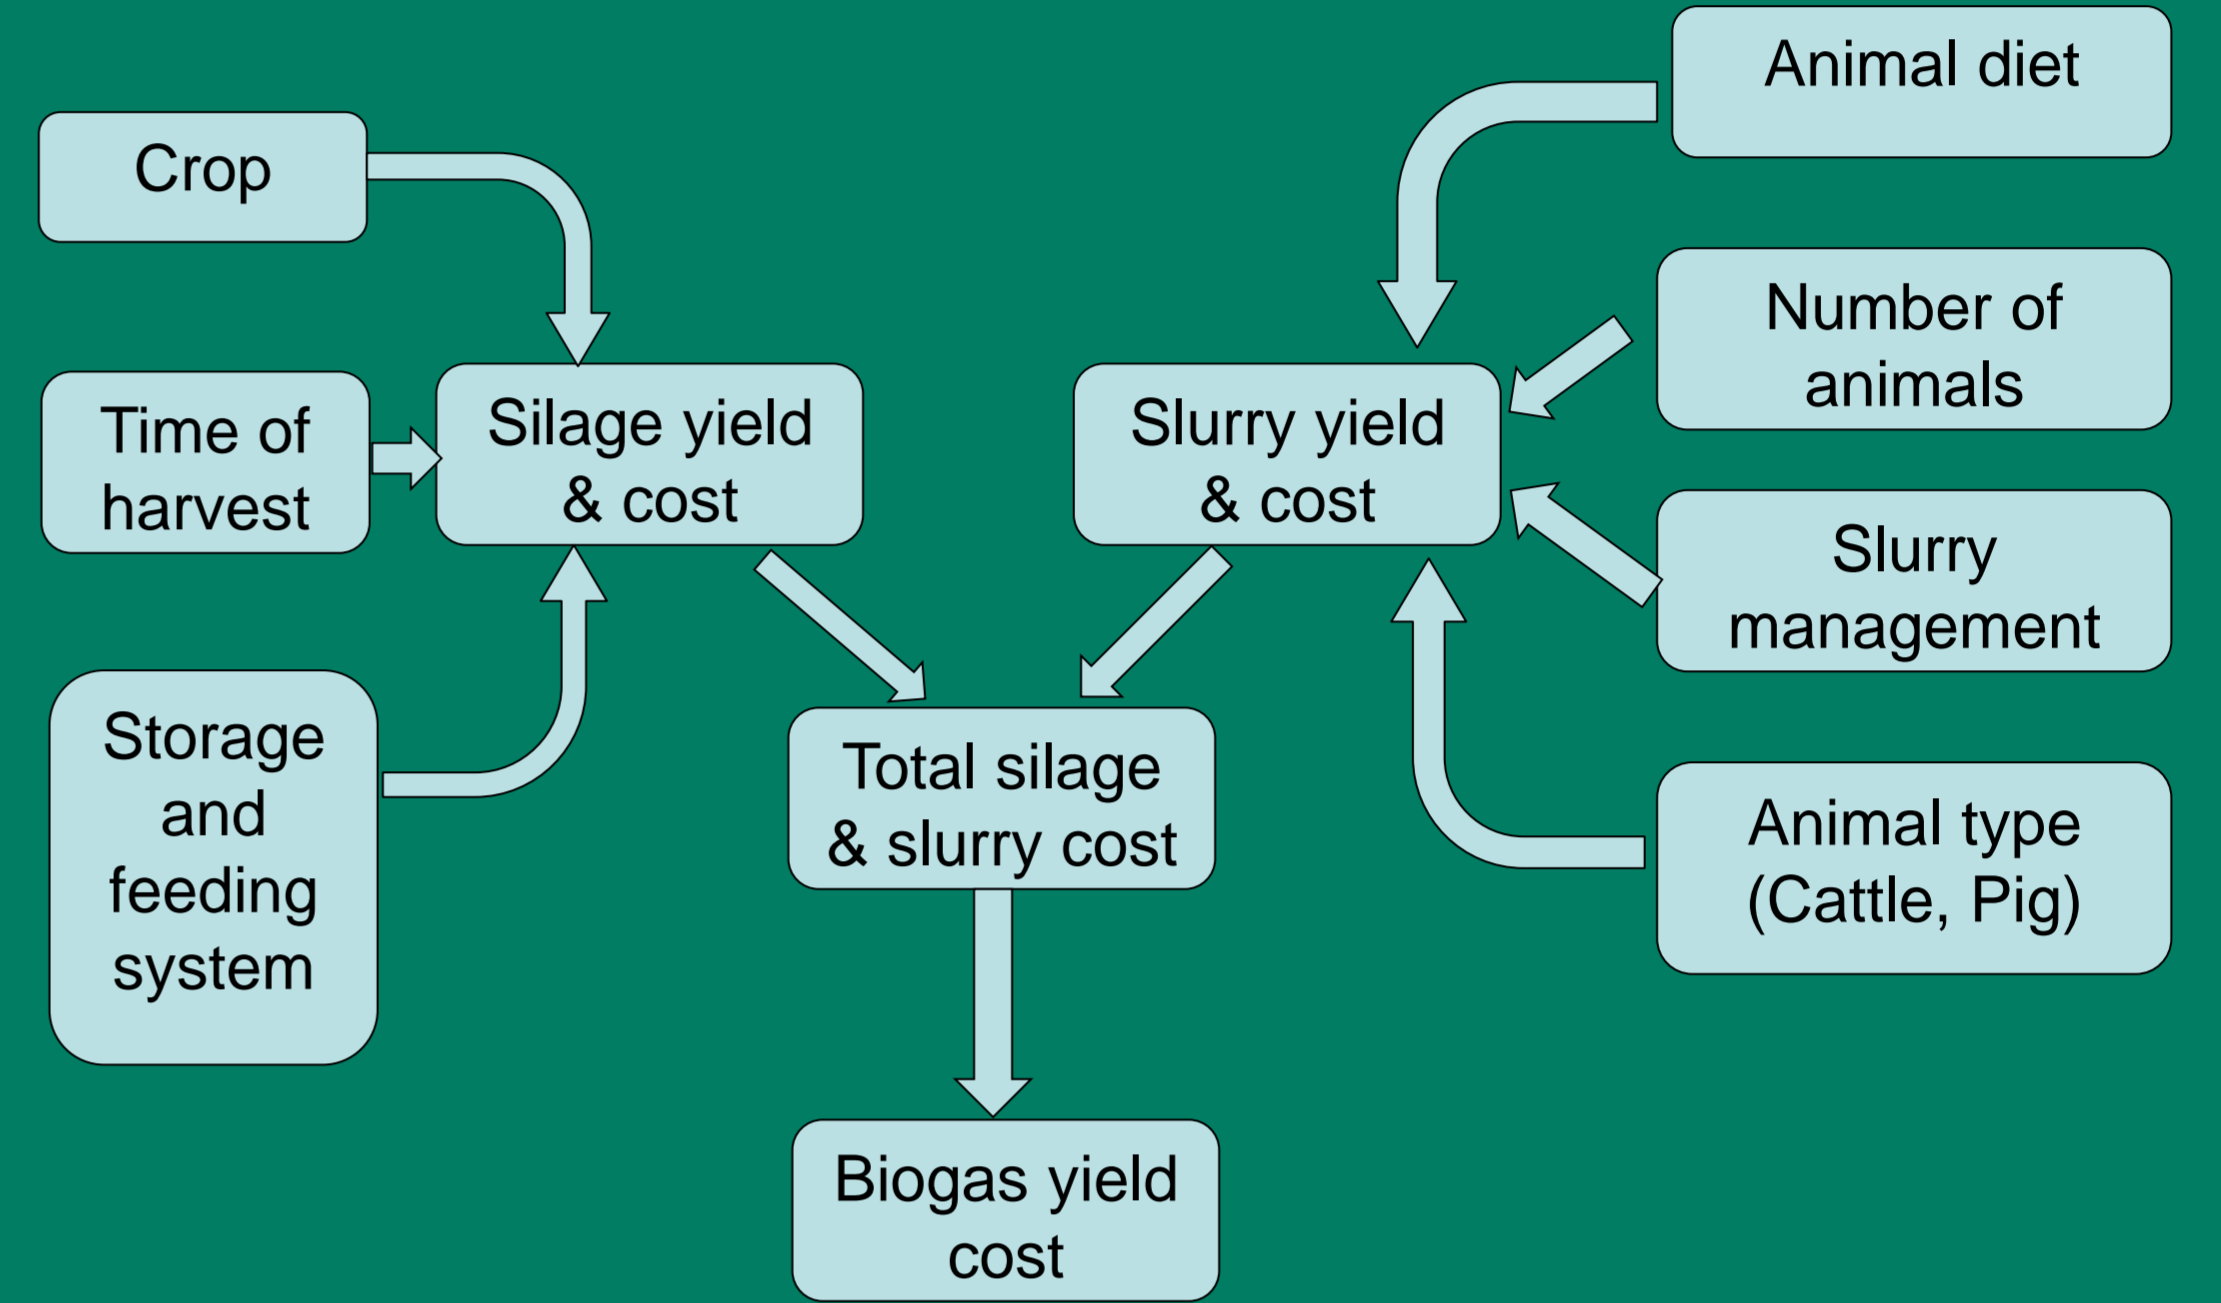 Animal diet
Crop
Number of
animals
Time of
harvest
Silage yield
& cost
Slurry yield
& cost
Slurry
management
Storage
and
feeding
system
Total silage
& slurry cost
Animal type
(Cattle, Pig)
Biogas yield
cost